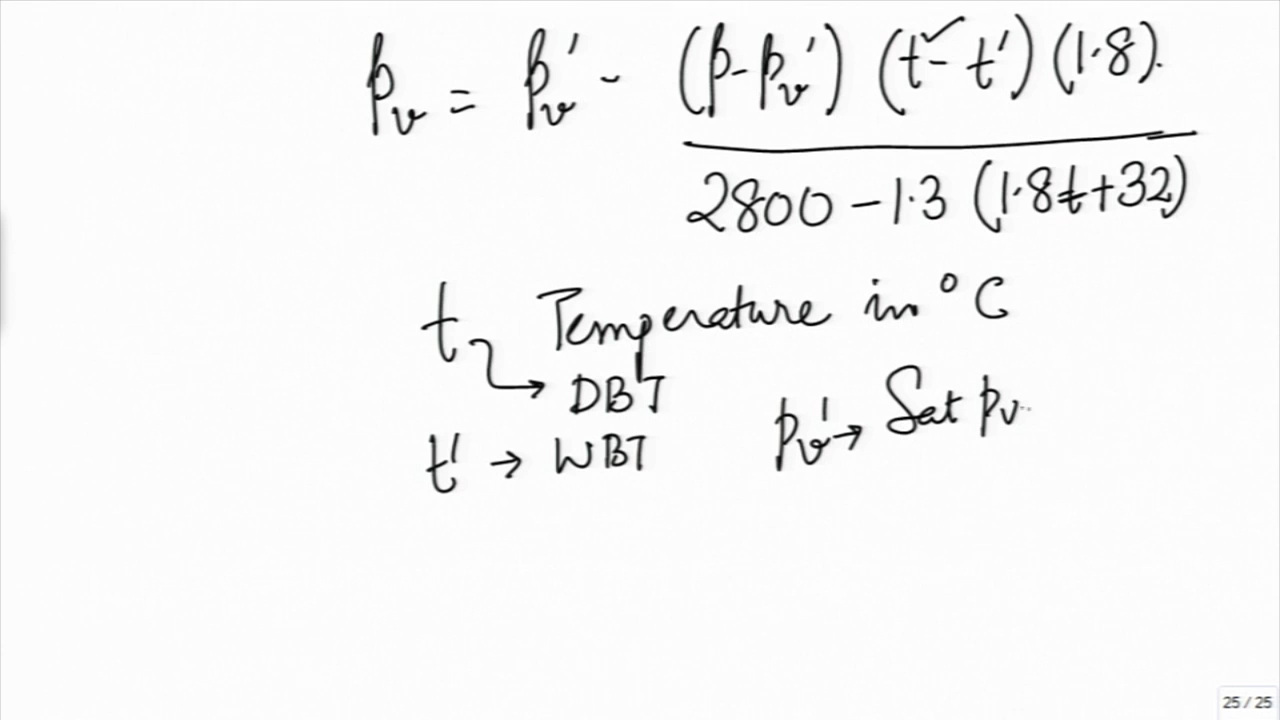 pv = pv' - (p - pv') (t - t') (1.8).
2800 - 1.3 (1.8t + 32)
t Temperature in °C
→ DBT
t' → WBT pv' → Sat pv
25 / 25